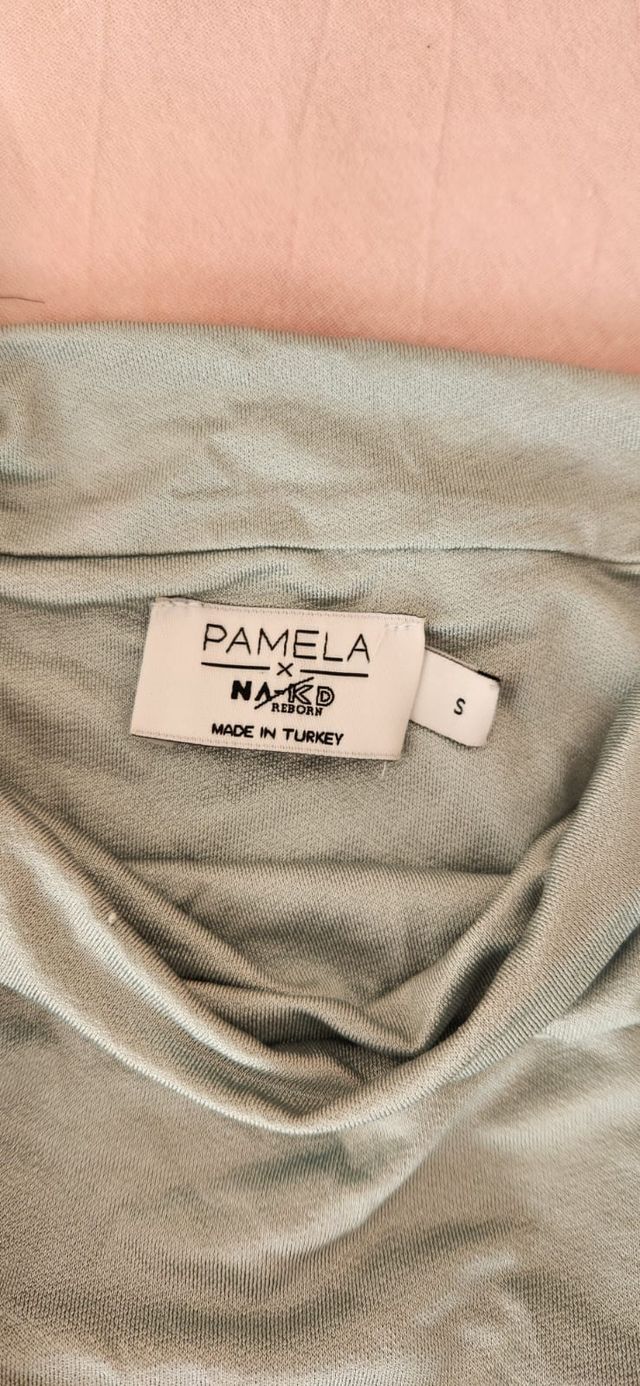 PAMELA
×
NA-KD
REBORN
MADE IN TURKEY
S